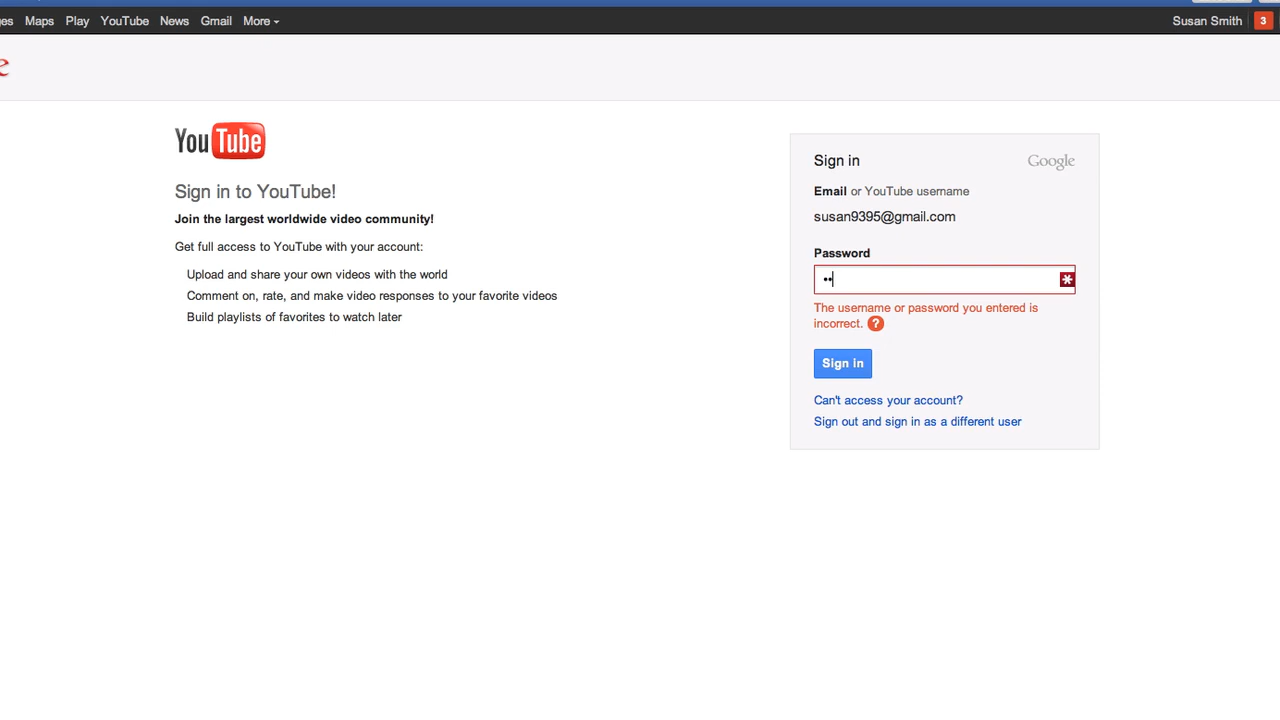 es Maps Play YouTube News Gmail More
Susan Smith 3
e
YouTube
Sign in to YouTube!
Join the largest worldwide video community!
Get full access to YouTube with your account:
Upload and share your own videos with the world
Comment on, rate, and make video responses to your favorite videos
Build playlists of favorites to watch later
Sign in Google
Email or YouTube username
susan9395@gmail.com
Password
••
The username or password you entered is
incorrect. ?
Sign in
Can't access your account?
Sign out and sign in as a different user